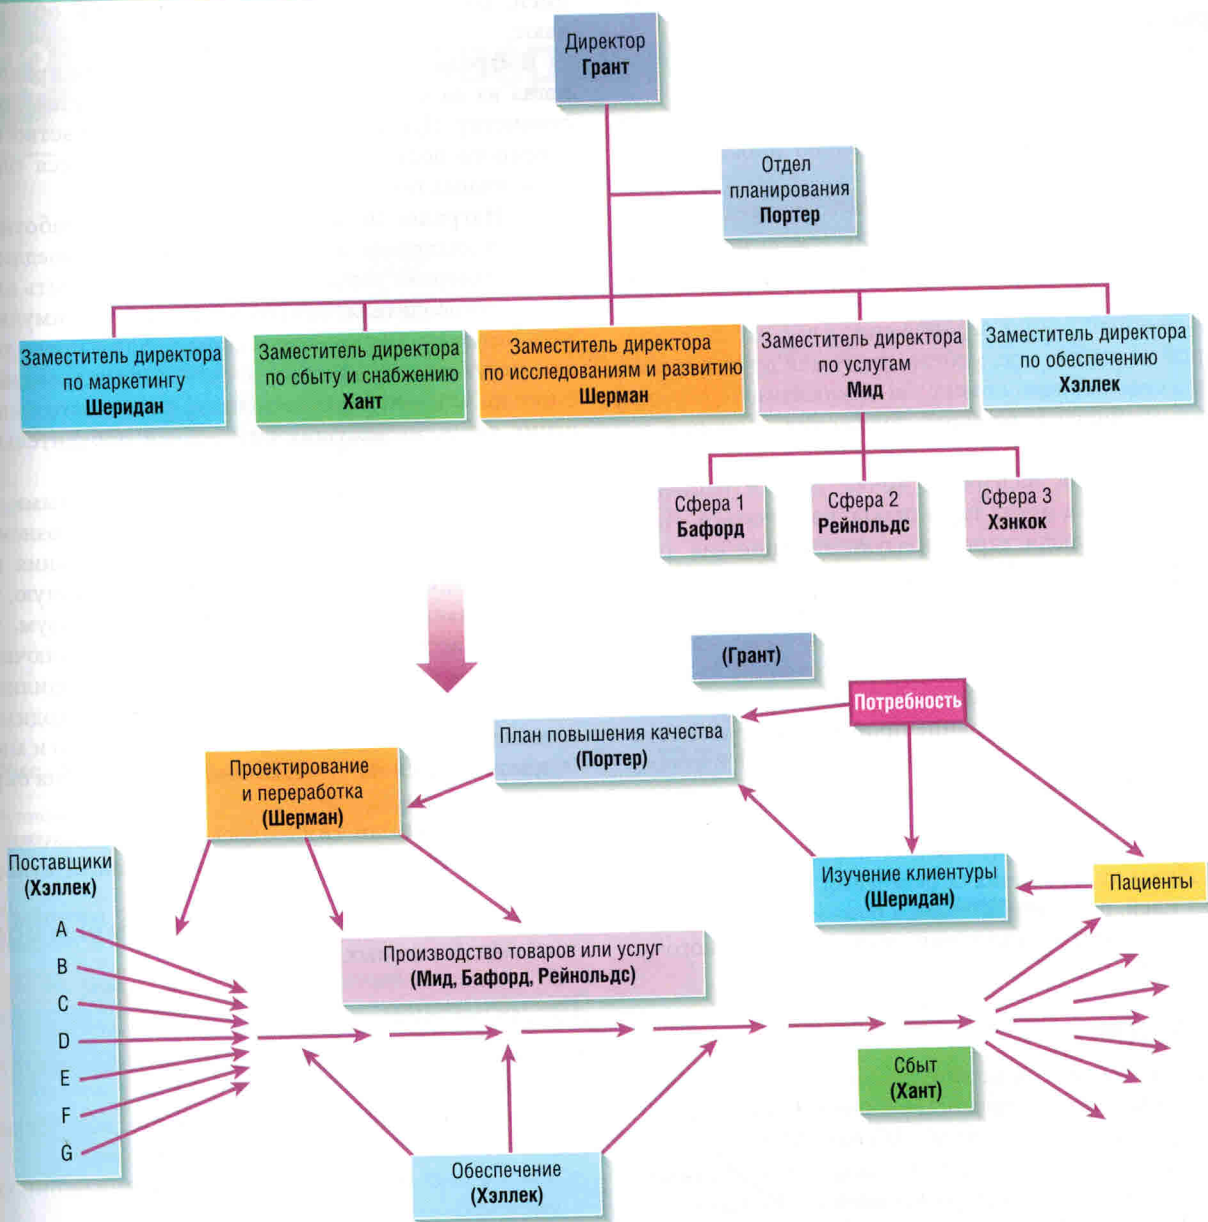 Директор
Грант
Отдел
планирования
Портер
Заместитель директора
по маркетингу
Шеридан
Заместитель директора
по сбыту и снабжению
Хант
Заместитель директора
по исследованиям и развитию
Шерман
Заместитель директора
по услугам
Мид
Заместитель директора
по обеспечению
Хэллек
Сфера 1
Бафорд
Сфера 2
Рейнольдс
Сфера 3
Хэнкок
(Грант)
Потребность
План повышения качества
(Портер)
Проектирование
и переработка
(Шерман)
Поставщики
(Хэллек)
A
B
C
D
E
F
G
Изучение клиентуры
(Шеридан)
Пациенты
Производство товаров или услуг
(Мид, Бафорд, Рейнольдс)
Сбыт
(Хант)
Обеспечение
(Хэллек)